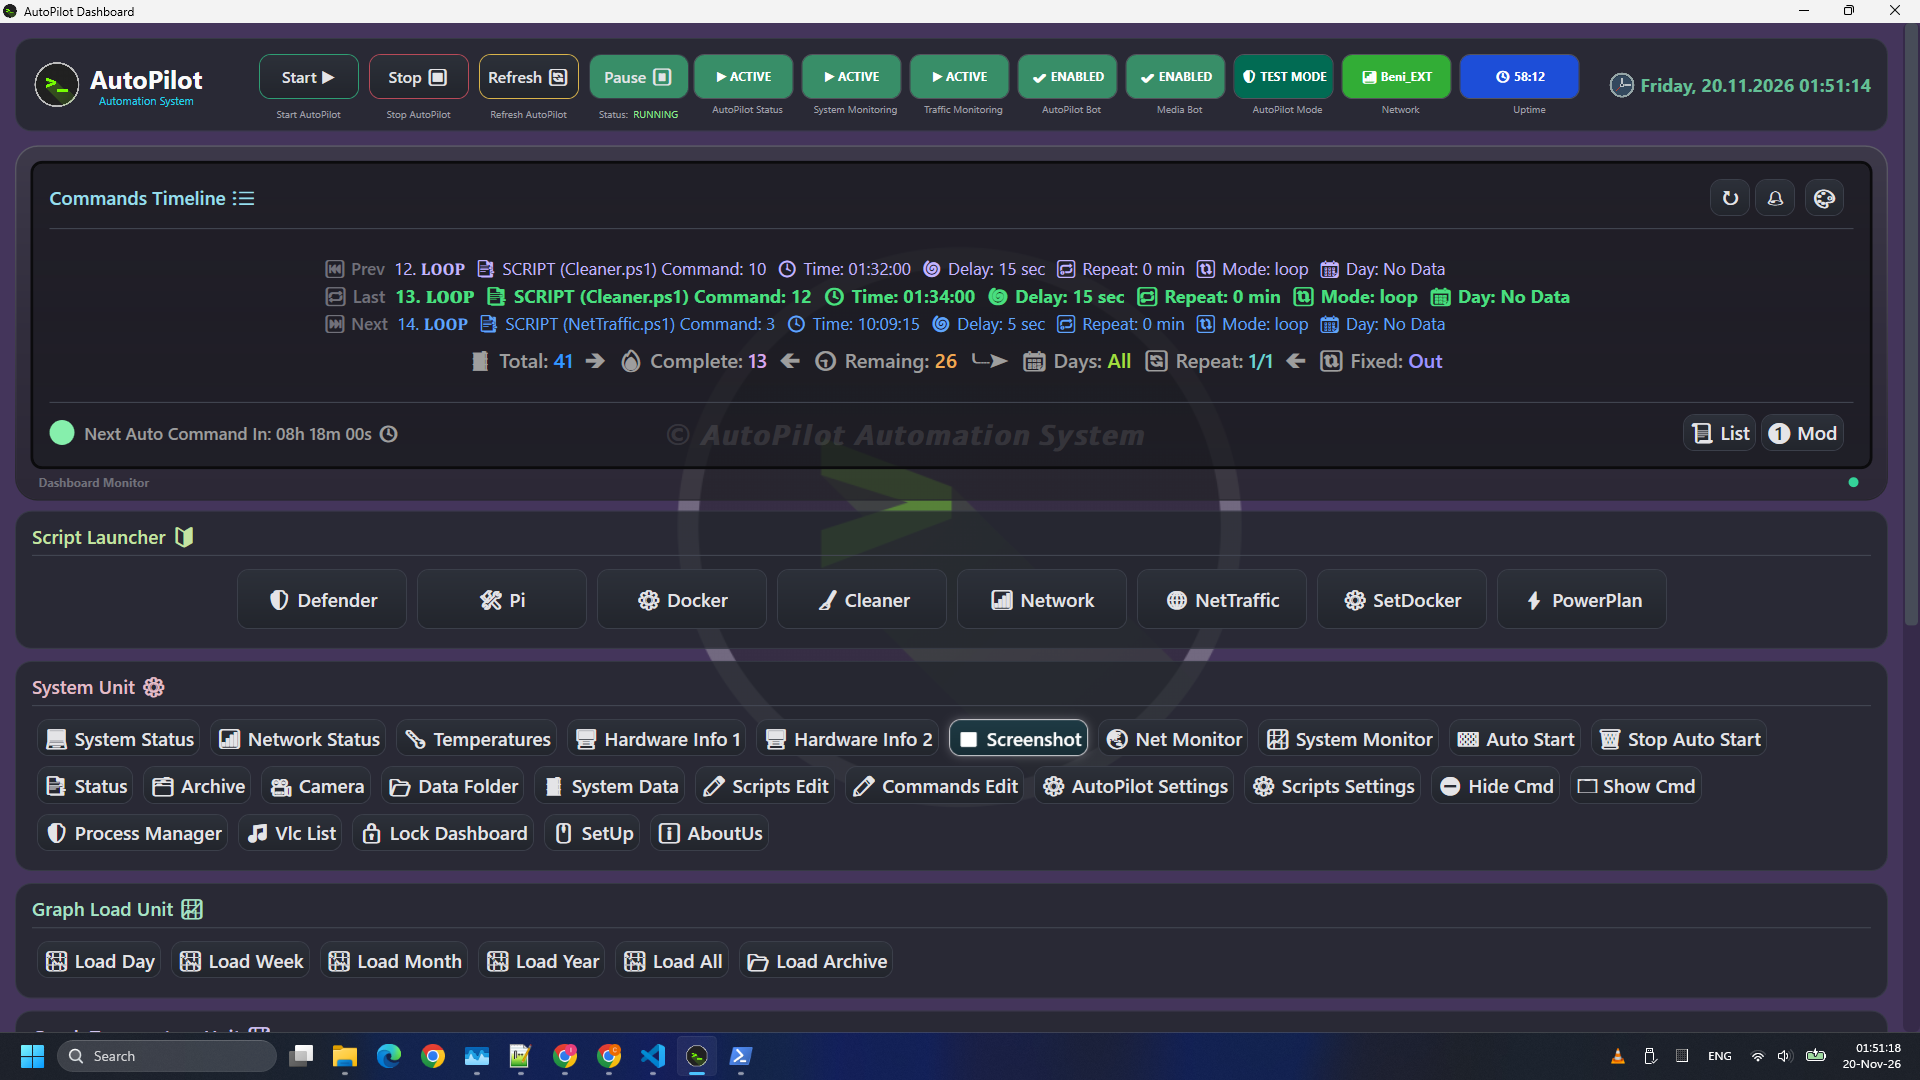 AutoPilot Dashboard
AutoPilot
Automation System
Start
Start AutoPilot
Stop
Stop AutoPilot
Refresh
Refresh AutoPilot
Pause
Status: RUNNING
ACTIVE
AutoPilot Status
ACTIVE
System Monitoring
ACTIVE
Traffic Monitoring
ENABLED
AutoPilot Bot
ENABLED
Media Bot
TEST MODE
AutoPilot Mode
Beni_EXT
Network
58:12
Uptime
Friday, 20.11.2026 01:51:14
Commands Timeline
Prev 12. LOOP SCRIPT (Cleaner.ps1) Command: 10 Time: 01:32:00 Delay: 15 sec Repeat: 0 min Mode: loop Day: No Data
Last 13. LOOP SCRIPT (Cleaner.ps1) Command: 12 Time: 01:34:00 Delay: 15 sec Repeat: 0 min Mode: loop Day: No Data
Next 14. LOOP SCRIPT (NetTraffic.ps1) Command: 3 Time: 10:09:15 Delay: 5 sec Repeat: 0 min Mode: loop Day: No Data
Total: 41 Complete: 13 Remaing: 26 Days: All Repeat: 1/1 Fixed: Out
Next Auto Command In: 08h 18m 00s
© AutoPilot Automation System
List
1 Mod
Dashboard Monitor
Script Launcher
Defender Pi Docker Cleaner Network NetTraffic SetDocker PowerPlan
System Unit
System Status Network Status Temperatures Hardware Info 1 Hardware Info 2 Screenshot Net Monitor System Monitor Auto Start Stop Auto Start
Status Archive Camera Data Folder System Data Scripts Edit Commands Edit AutoPilot Settings Scripts Settings Hide Cmd Show Cmd
Process Manager Vlc List Lock Dashboard SetUp AboutUs
Graph Load Unit
Load Day Load Week Load Month Load Year Load All Load Archive
Search
ENG
01:51:18
20-Nov-26